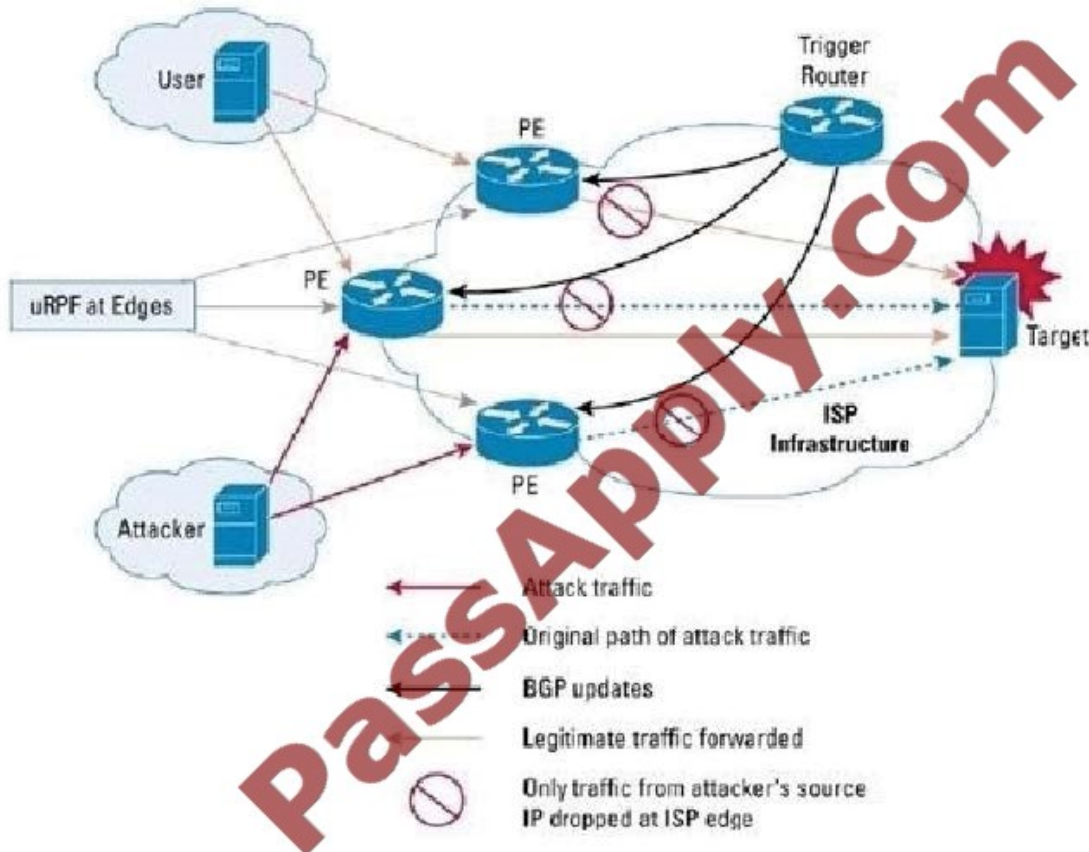 User
Trigger
Router
PE
PE
uRPF at Edges
Target
ISP
Infrastructure
PE
Attacker
Attack traffic
Original path of attack traffic
BGP updates
Legitimate traffic forwarded
Only traffic from attacker's source
IP dropped at ISP edge
PassApply.com